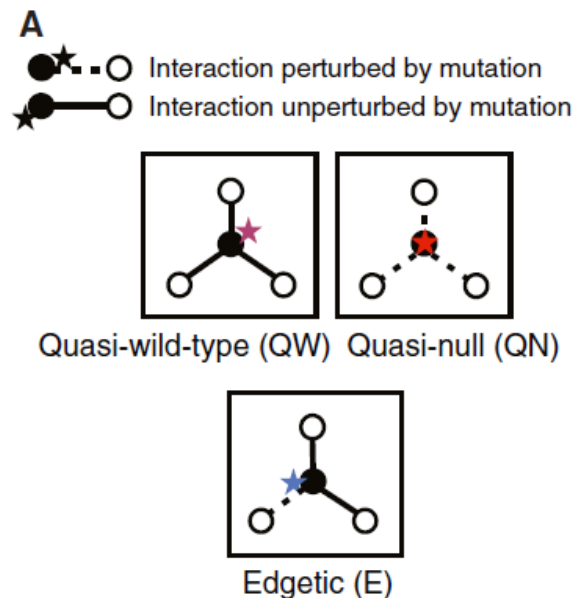 A
Interaction perturbed by mutation
Interaction unperturbed by mutation
Quasi-wild-type (QW) Quasi-null (QN)
Edgetic (E)